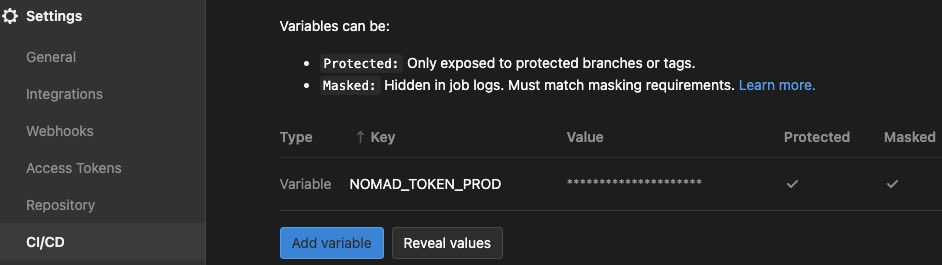 Settings
General
Integrations
Webhooks
Access Tokens
Repository
CI/CD
Variables can be:
• Protected: Only exposed to protected branches or tags.
• Masked: Hidden in job logs. Must match masking requirements. Learn more.
Type ↑ Key Value Protected Masked
Variable NOMAD_TOKEN_PROD ********************* ✓ ✓
Add variable Reveal values